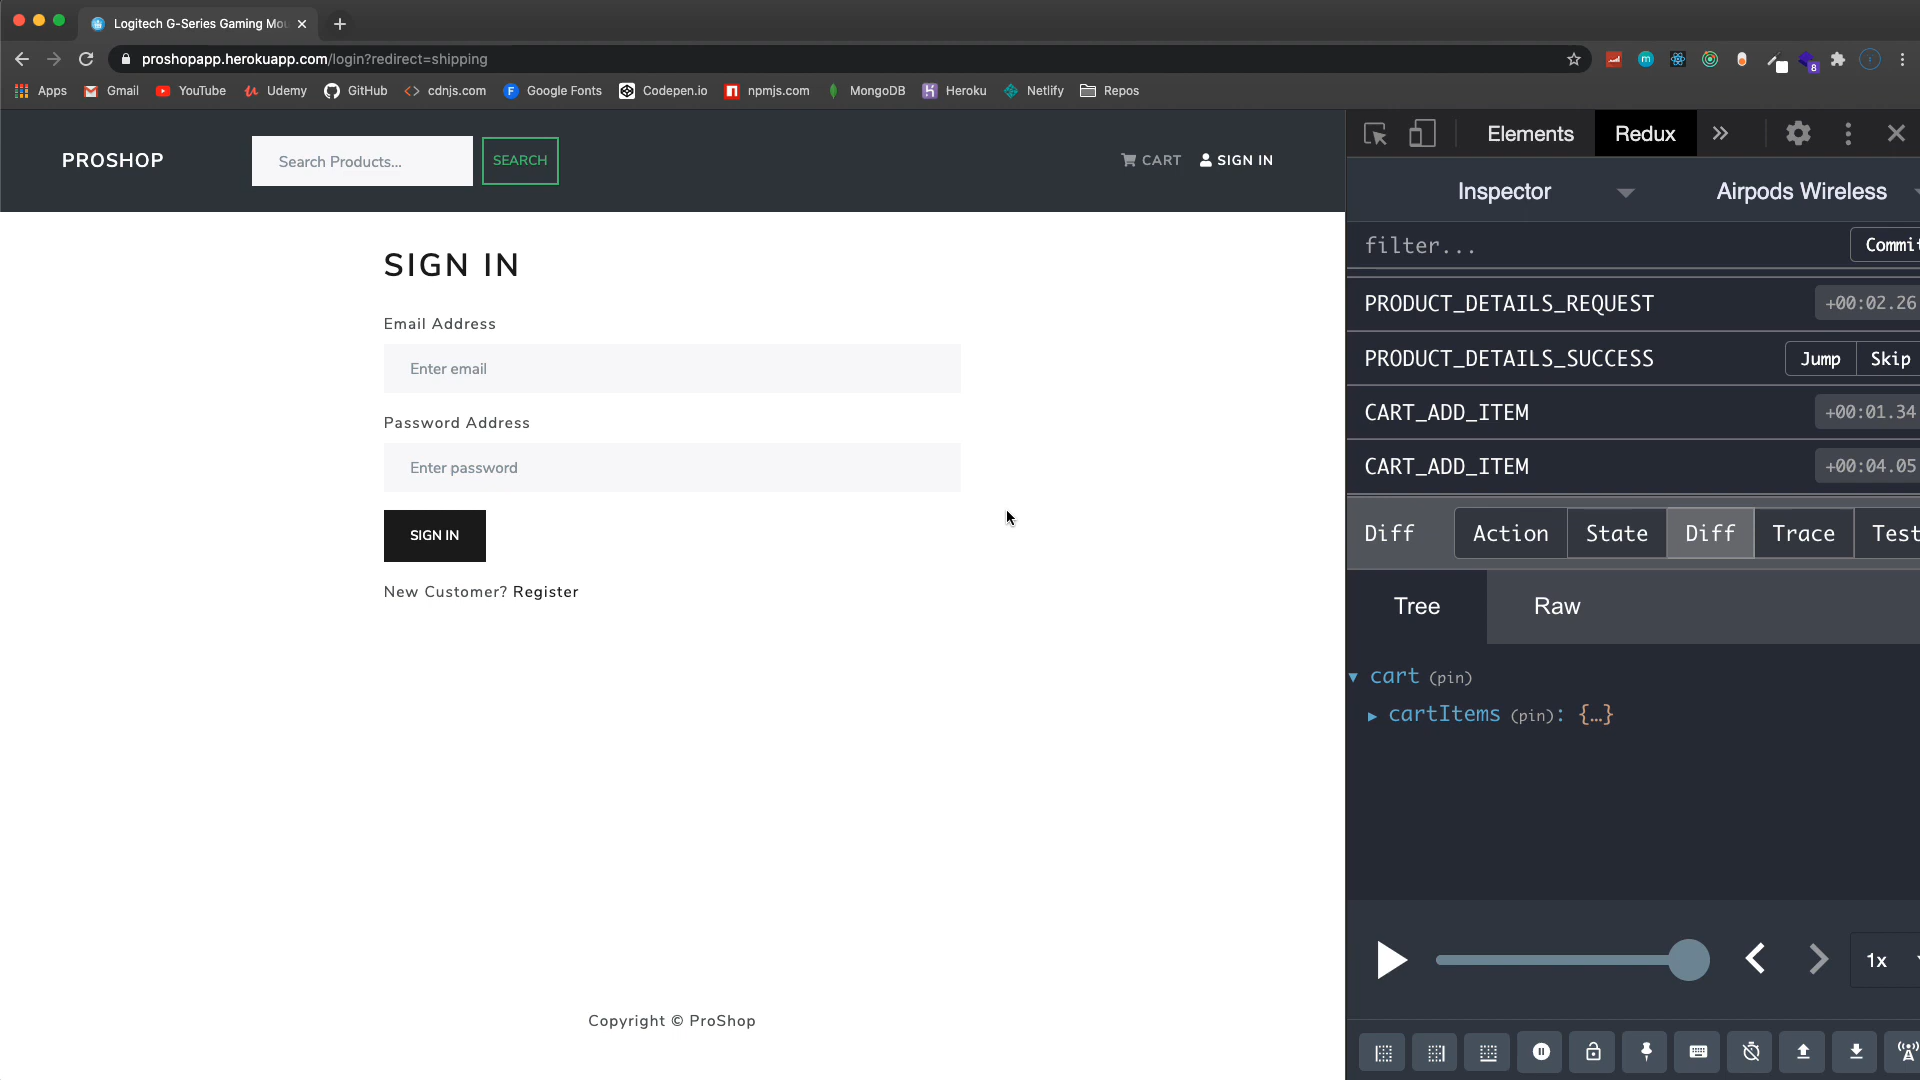 Logitech G-Series Gaming Mou
proshopapp.herokuapp.com/login?redirect=shipping
Apps Gmail YouTube Udemy GitHub cdnjs.com Google Fonts Codepen.io npmjs.com MongoDB Heroku Netlify Repos
8
PROSHOP
Search Products...
SEARCH
CART
SIGN IN
SIGN IN
Email Address
Enter email
Password Address
Enter password
SIGN IN
New Customer? Register
Copyright © ProShop
Elements Redux
Inspector Airpods Wireless
filter... Commit
PRODUCT_DETAILS_REQUEST +00:02.26
PRODUCT_DETAILS_SUCCESS Jump Skip
CART_ADD_ITEM +00:01.34
CART_ADD_ITEM +00:04.05
Diff Action State Diff Trace Test
Tree Raw
cart (pin)
cartItems (pin): {…}
1x